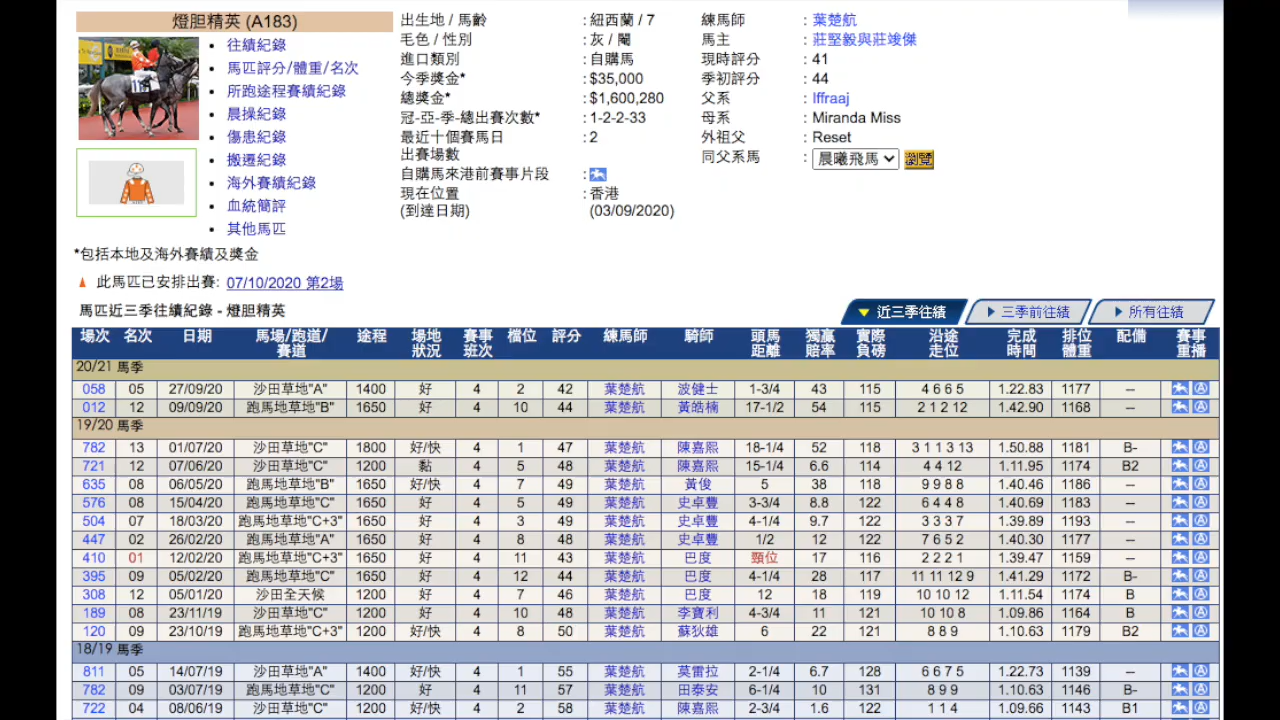 燈胆精英 (A183)
往績紀錄
馬匹評分/體重/名次
所跑途程賽績紀錄
晨操紀錄
傷患紀錄
搬遷紀錄
海外賽績紀錄
血統簡評
其他馬匹
出生地 / 馬齡 : 紐西蘭 / 7
毛色 / 性別 : 灰 / 閹
進口類別 : 自購馬
今季獎金* : $35,000
總獎金* : $1,600,280
冠-亞-季-總出賽次數* : 1-2-2-33
最近十個賽馬日 : 2
出賽場數
自購馬來港前賽事片段 :
現在位置 : 香港
(到達日期) (03/09/2020)
練馬師 : 葉楚航
馬主 : 莊堅毅與莊竣傑
現時評分 : 41
季初評分 : 44
父系 : Iffraaj
母系 : Miranda Miss
外祖父 : Reset
同父系馬 : 晨曦飛馬 瀏覽
*包括本地及海外賽績及獎金
此馬匹已安排出賽: 07/10/2020 第2場
馬匹近三季往績紀錄 - 燈胆精英
近三季往績 三季前往績 所有往績
場次 名次 日期 馬場/跑道/賽道 途程 場地狀況 賽事班次 檔位 評分 練馬師 騎師 頭馬距離 獨贏賠率 實際負磅 沿途走位 完成時間 排位體重 配備 賽事重播
20/21 馬季
058 05 27/09/20 沙田草地"A" 1400 好 4 2 42 葉楚航 波健士 1-3/4 43 115 4 6 6 5 1.22.83 1177 --
012 12 09/09/20 跑馬地草地"B" 1650 好 4 10 44 葉楚航 黃皓楠 17-1/2 54 115 2 1 2 12 1.42.90 1168 --
19/20 馬季
782 13 01/07/20 沙田草地"C" 1800 好/快 4 1 47 葉楚航 陳嘉熙 18-1/4 52 118 3 1 1 3 13 1.50.88 1181 B-
721 12 07/06/20 沙田草地"C" 1200 黏 4 5 48 葉楚航 陳嘉熙 15-1/4 6.6 114 4 4 12 1.11.95 1174 B2
635 08 06/05/20 跑馬地草地"B" 1650 好/快 4 7 49 葉楚航 黃俊 5 38 118 9 9 8 8 1.40.46 1186 --
576 08 15/04/20 跑馬地草地"C" 1650 好 4 5 49 葉楚航 史卓豐 3-3/4 8.8 122 6 4 4 8 1.40.69 1183 --
504 07 18/03/20 跑馬地草地"C+3" 1650 好 4 3 49 葉楚航 史卓豐 4-1/4 9.7 122 3 3 3 7 1.39.89 1193 --
447 02 26/02/20 跑馬地草地"A" 1650 好 4 8 48 葉楚航 史卓豐 1/2 12 122 7 6 5 2 1.40.30 1177 --
410 01 12/02/20 跑馬地草地"C+3" 1650 好 4 11 43 葉楚航 巴度 頸位 17 116 2 2 2 1 1.39.47 1159 --
395 09 05/02/20 跑馬地草地"C" 1650 好 4 12 44 葉楚航 巴度 4-1/4 28 117 11 11 12 9 1.41.29 1172 B-
308 12 05/01/20 沙田全天候 1200 好 4 7 46 葉楚航 巴度 12 18 119 10 10 12 1.11.54 1174 B
189 08 23/11/19 沙田草地"C" 1200 好 4 10 48 葉楚航 李寶利 4-3/4 11 121 10 10 8 1.09.86 1164 B
120 09 23/10/19 跑馬地草地"C+3" 1200 好/快 4 8 50 葉楚航 蘇狄雄 6 22 121 8 8 9 1.10.63 1179 B2
18/19 馬季
811 05 14/07/19 沙田草地"A" 1400 好/快 4 1 55 葉楚航 莫雷拉 2-1/4 6.7 128 6 6 7 5 1.22.73 1139 --
782 09 03/07/19 跑馬地草地"C" 1200 好 4 11 57 葉楚航 田泰安 6-1/4 10 131 8 9 9 1.10.63 1146 B-
722 04 08/06/19 沙田草地"C" 1200 好/快 4 2 58 葉楚航 陳嘉熙 2-3/4 1.6 122 1 1 4 1.09.66 1143 B1